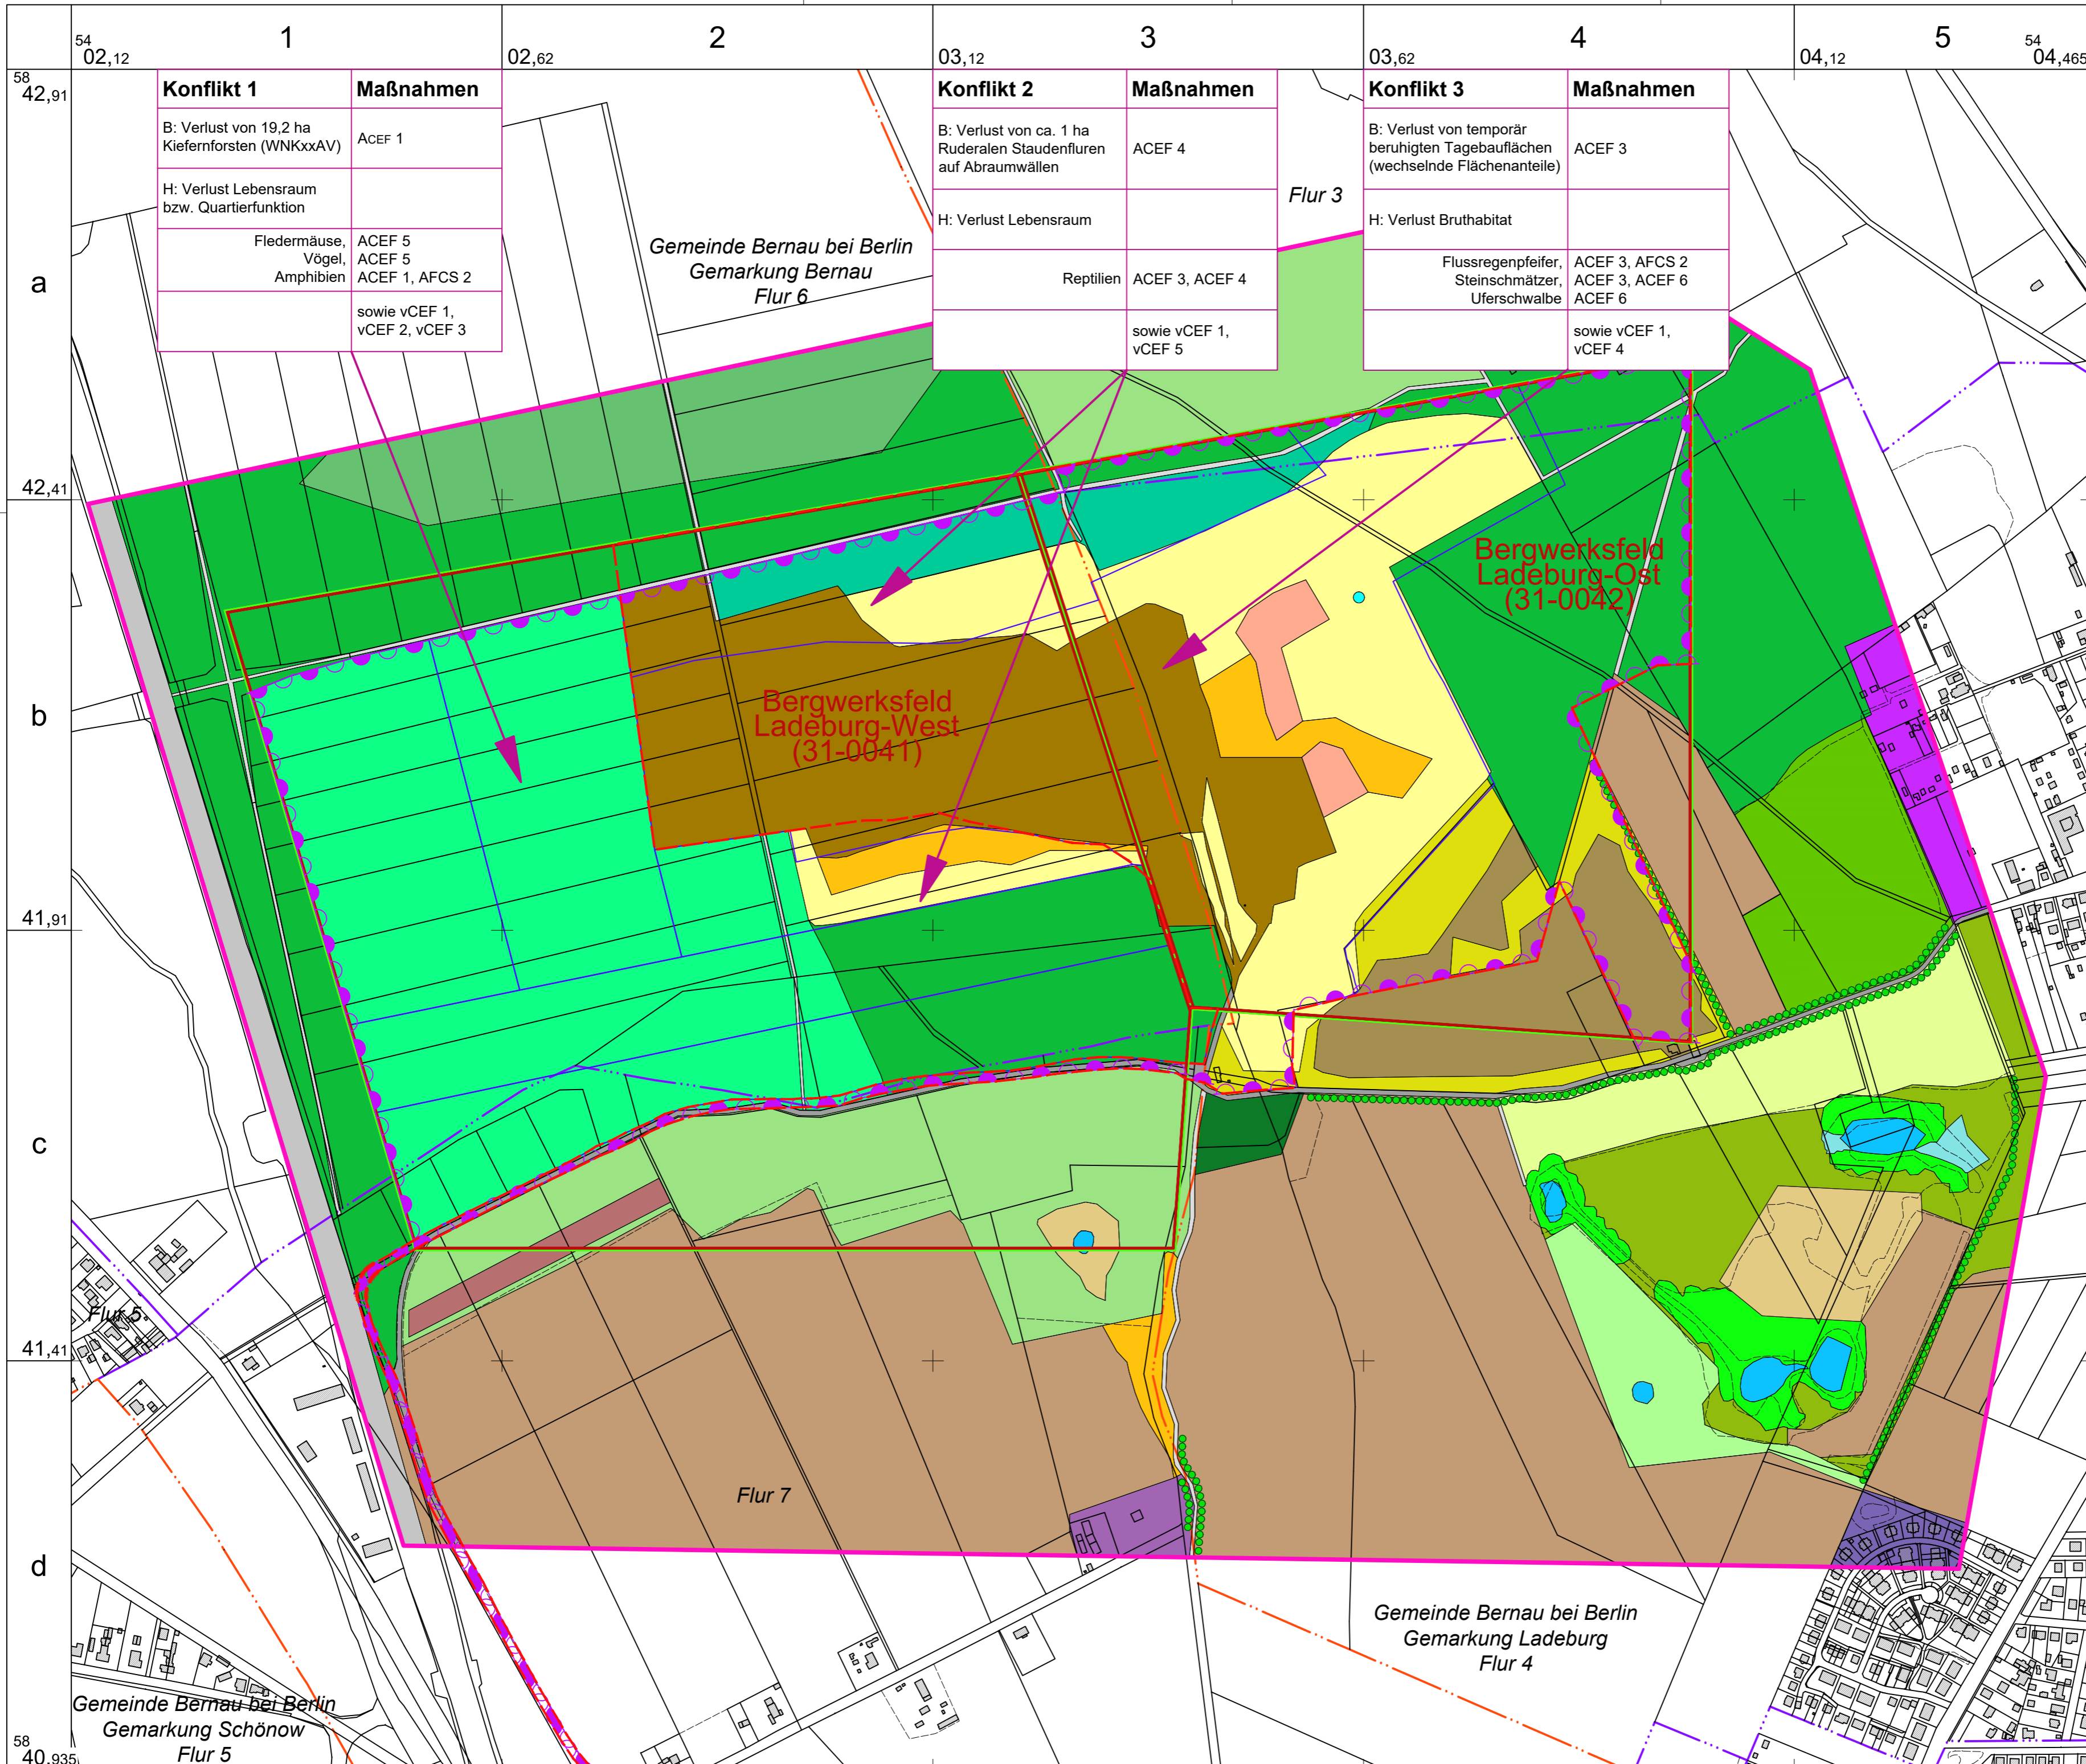 1
2
3
4
5
54
02,12
02,62
03,12
03,62
04,12
54
04,465
58
42,91
Konflikt 1
Maßnahmen
B: Verlust von 19,2 ha
Kiefernforsten (WNKxxAV)
ACEF 1
H: Verlust Lebensraum
bzw. Quartierfunktion
Fledermäuse,
Vögel,
Amphibien
ACEF 5
ACEF 5
ACEF 1, AFCS 2
sowie vCEF 1,
vCEF 2, vCEF 3
Konflikt 2
Maßnahmen
B: Verlust von ca. 1 ha
Ruderalen Staudenfluren
auf Abraumwällen
ACEF 4
H: Verlust Lebensraum
Reptilien
ACEF 3, ACEF 4
sowie vCEF 1,
vCEF 5
Konflikt 3
Maßnahmen
B: Verlust von temporär
beruhigten Tagebauflächen
(wechselnde Flächenanteile)
ACEF 3
H: Verlust Bruthabitat
Flussregenpfeifer,
Steinschmätzer,
Uferschwalbe
ACEF 3, AFCS 2
ACEF 3, ACEF 6
ACEF 6
sowie vCEF 1,
vCEF 4
Flur 3
Gemeinde Bernau bei Berlin
Gemarkung Bernau
Flur 6
a
42,41
Bergwerksfeld
Ladeburg-Ost
(31-0042)
b
Bergwerksfeld
Ladeburg-West
(31-0041)
41,91
c
Flur 5
41,41
Flur 7
d
Gemeinde Bernau bei Berlin
Gemarkung Ladeburg
Flur 4
Gemeinde Bernau bei Berlin
Gemarkung Schönow
Flur 5
58
40,935